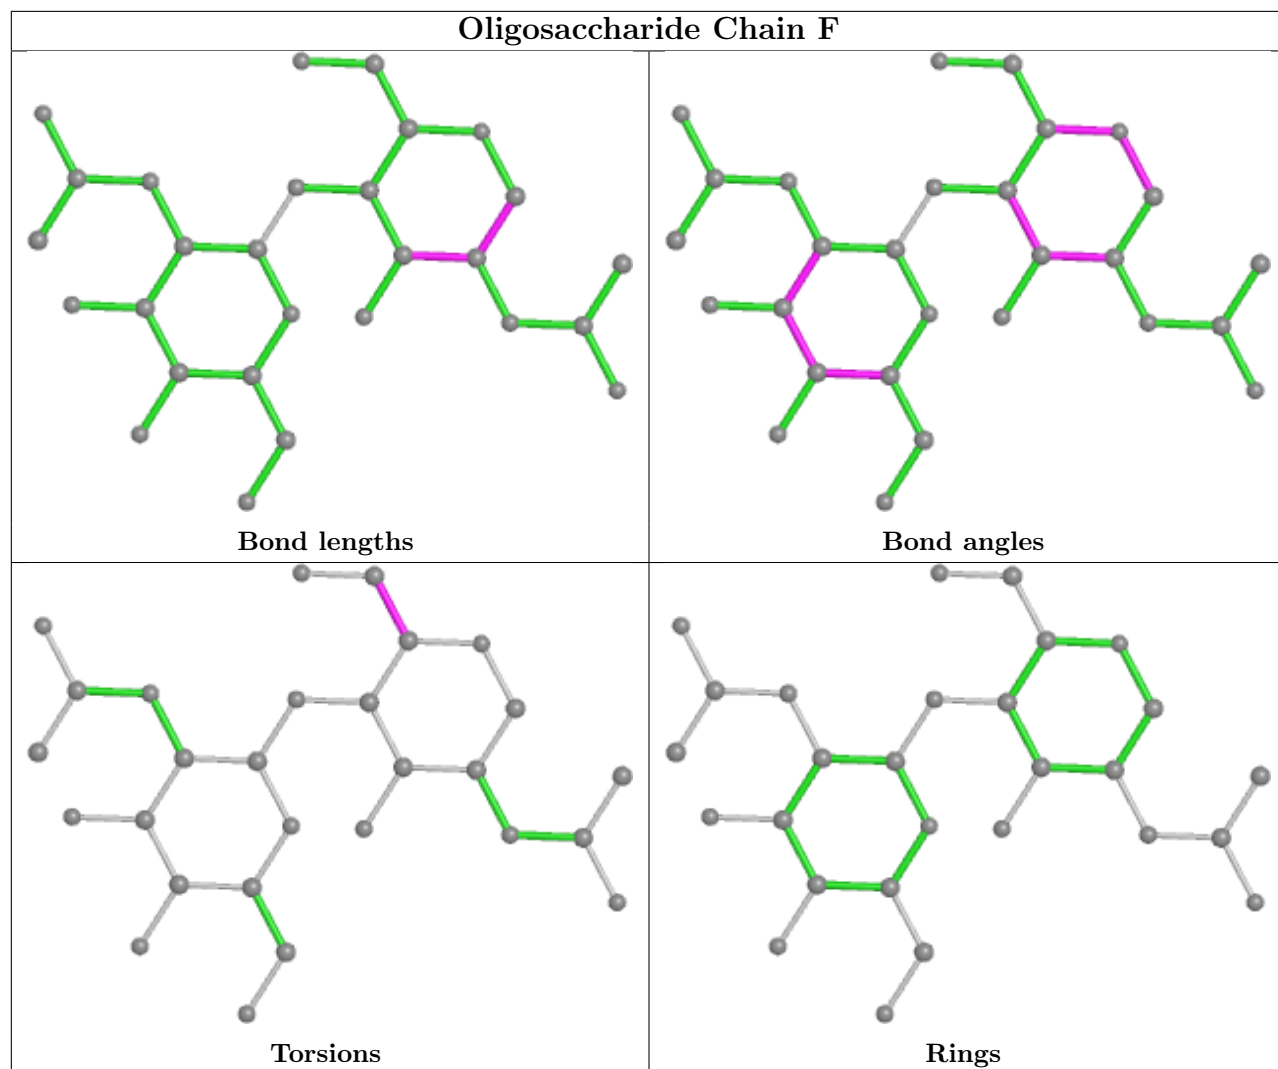 Oligosaccharide Chain F
Bond lengths
Bond angles
Torsions
Rings